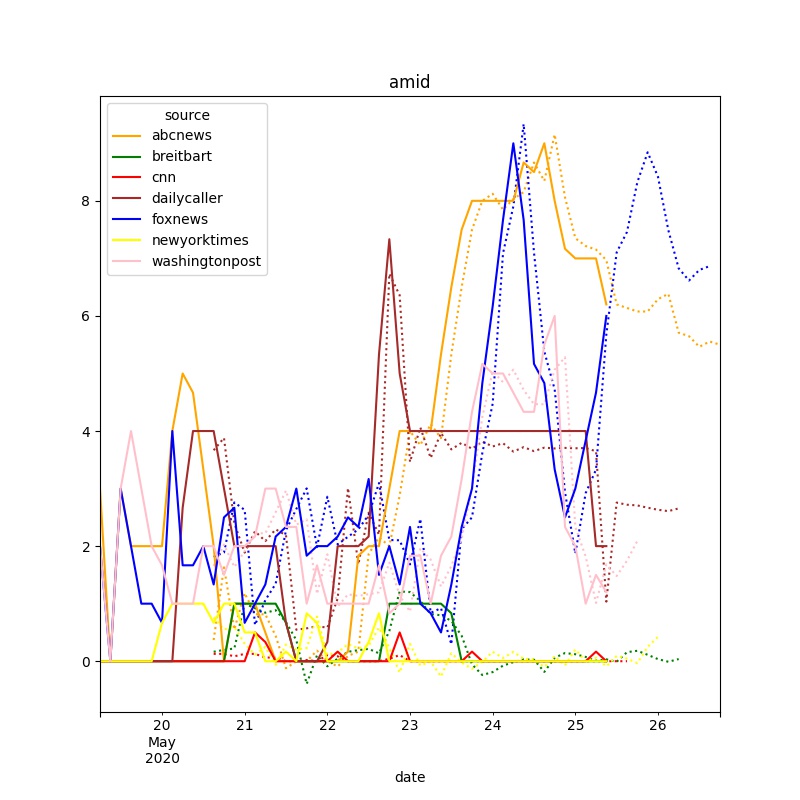 amid
source
abcnews
breitbart
cnn
dailycaller
foxnews
newyorktimes
washingtonpost
8
6
4
2
0
20 21 22 23 24 25 26
May
2020
date